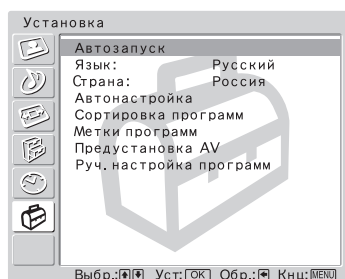 Установка
Автозапуск
Язык: Русский
Страна: Россия
Автонастройка
Сортировка программ
Метки программ
Предустановка AV
Руч. настройка программ
Выбр.: Уст: OK Обр.: Кнц: MENU